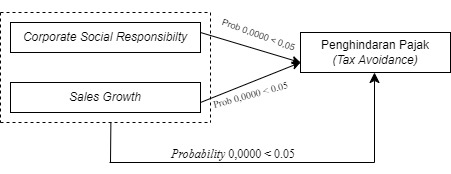 Corporate Social Responsibilty
Prob 0,0000 < 0.05
Penghindaran Pajak
(Tax Avoidance)
Sales Growth
Prob 0,0000 < 0.05
Probability 0,0000 < 0.05